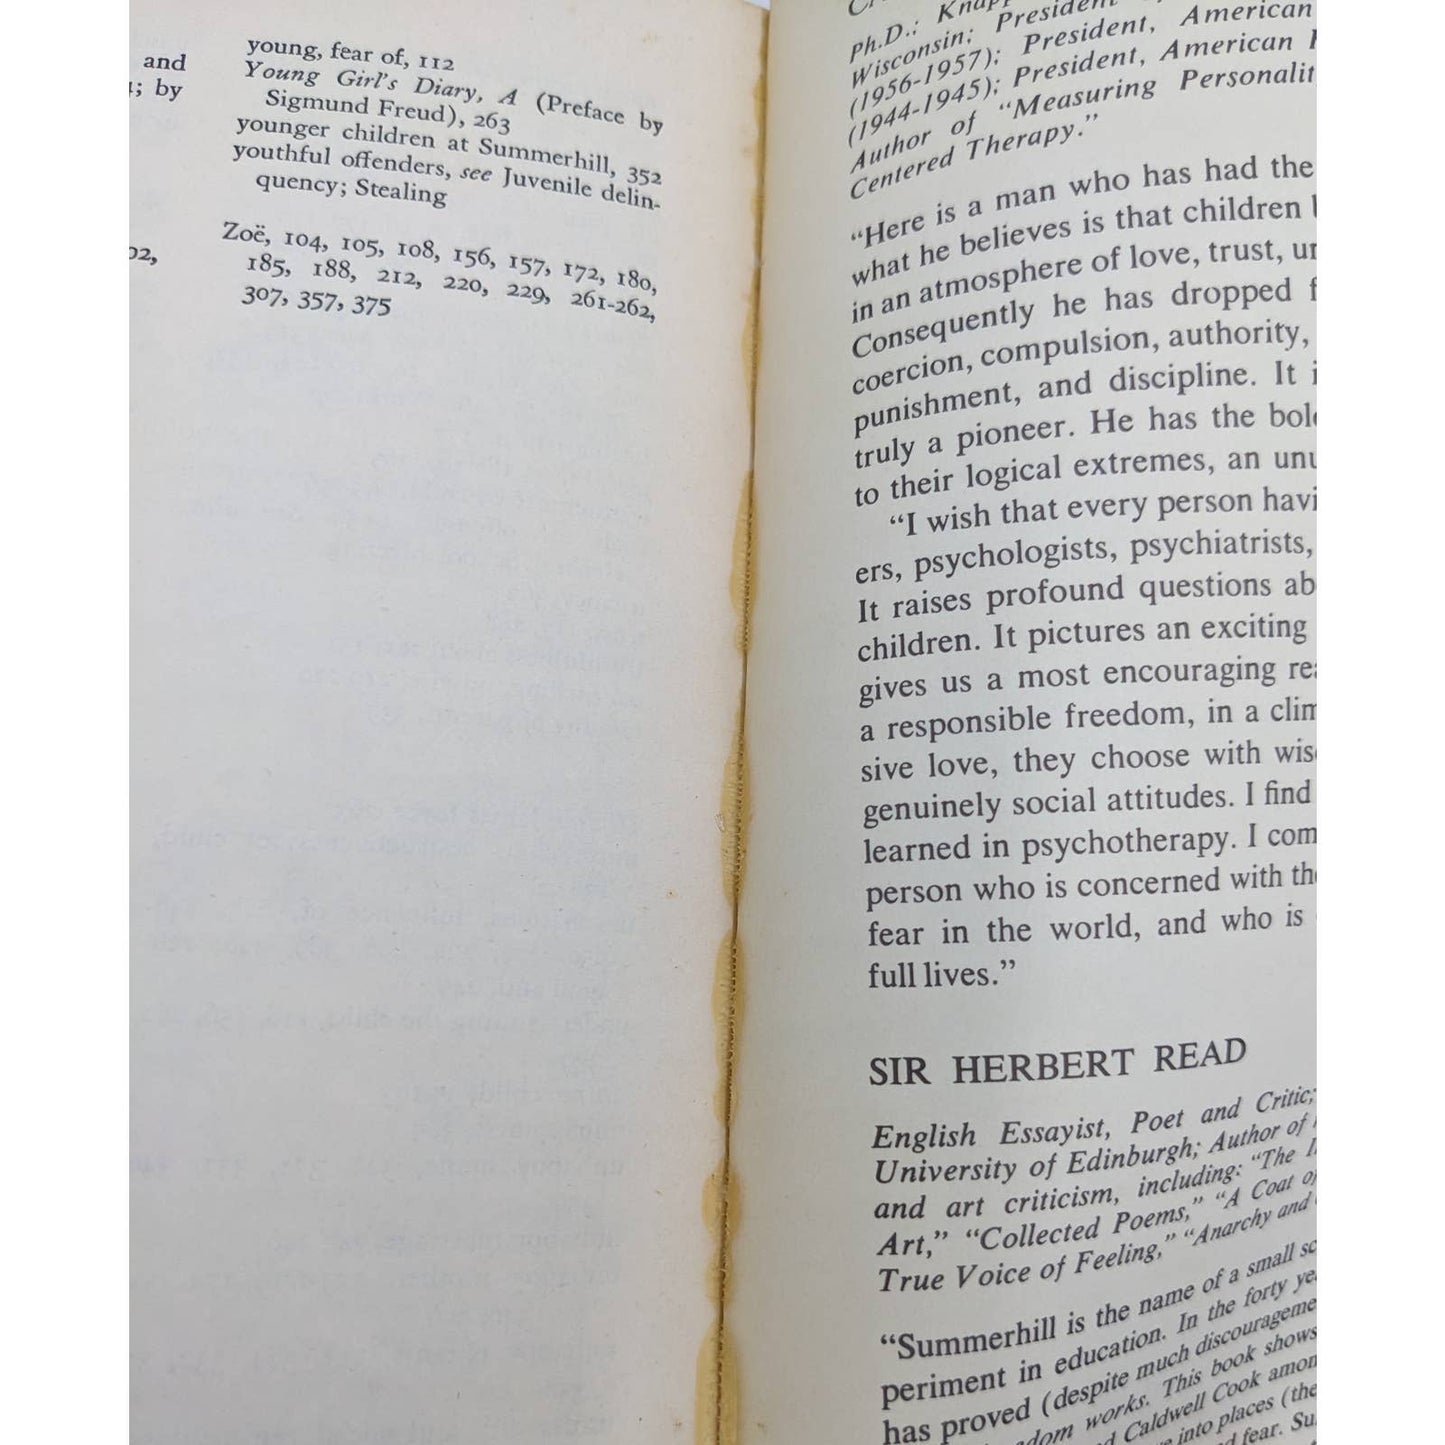 and
4; by
02,
young, fear of, 112
Young Girl's Diary, A (Preface by
Sigmund Freud), 263
younger children at Summerhill, 352
youthful offenders, see Juvenile delin-
quency; Stealing
Zoë, 104, 105, 108, 156, 157, 172, 180,
185, 188, 212, 220, 229, 261-262,
307, 357, 375
Ph.D.; Knapp
Wisconsin; President
(1956-1957); President, American
(1944-1945); President, American
Author of "Measuring Personalit
Centered Therapy."
"Here is a man who has had the
what he believes is that children
in an atmosphere of love, trust,
Consequently he has dropped
coercion, compulsion, authority,
punishment, and discipline. It
truly a pioneer. He has the bol
to their logical extremes, an unu
"I wish that every person havi
ers, psychologists, psychiatrists,
It raises profound questions ab
children. It pictures an exciting
gives us a most encouraging re
a responsible freedom, in a clim
sive love, they choose with wis
genuinely social attitudes. I find
learned in psychotherapy. I com
person who is concerned with th
fear in the world, and who is
full lives."
SIR HERBERT READ
English Essayist, Poet and Critic;
University of Edinburgh; Author of
and art criticism, including: "The
Art," "Collected Poems," "A Coat of
True Voice of Feeling," "Anarchy and
"Summerhill is the name of a small sc
periment in education. In the forty ye
has proved (despite much discourageme
dom works. This book shows
d Caldwell Cook amon
into places (the
fear. Su